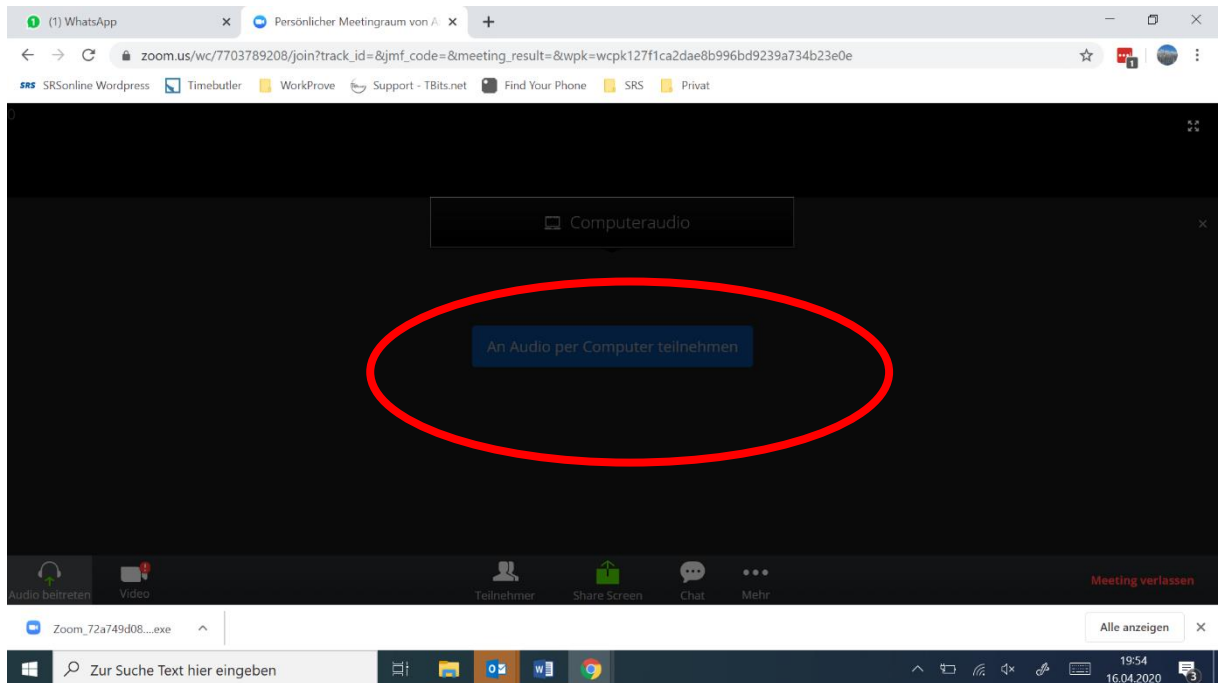 (1) WhatsApp
Persönlicher Meetingraum von A
zoom.us/wc/7703789208/join?track_id=&jmf_code=&meeting_result=&wpk=wcpk127f1ca2dae8b996bd9239a734b23e0e
1
SRS SRSonline Wordpress Timebutler WorkProve Support - TBits.net Find Your Phone SRS Privat
Computeraudio
An Audio per Computer teilnehmen
Audio beitreten Video Teilnehmer Share Screen Chat Mehr Meeting verlassen
Zoom_72a749d08....exe Alle anzeigen
Zur Suche Text hier eingeben
19:54
16.04.2020
3